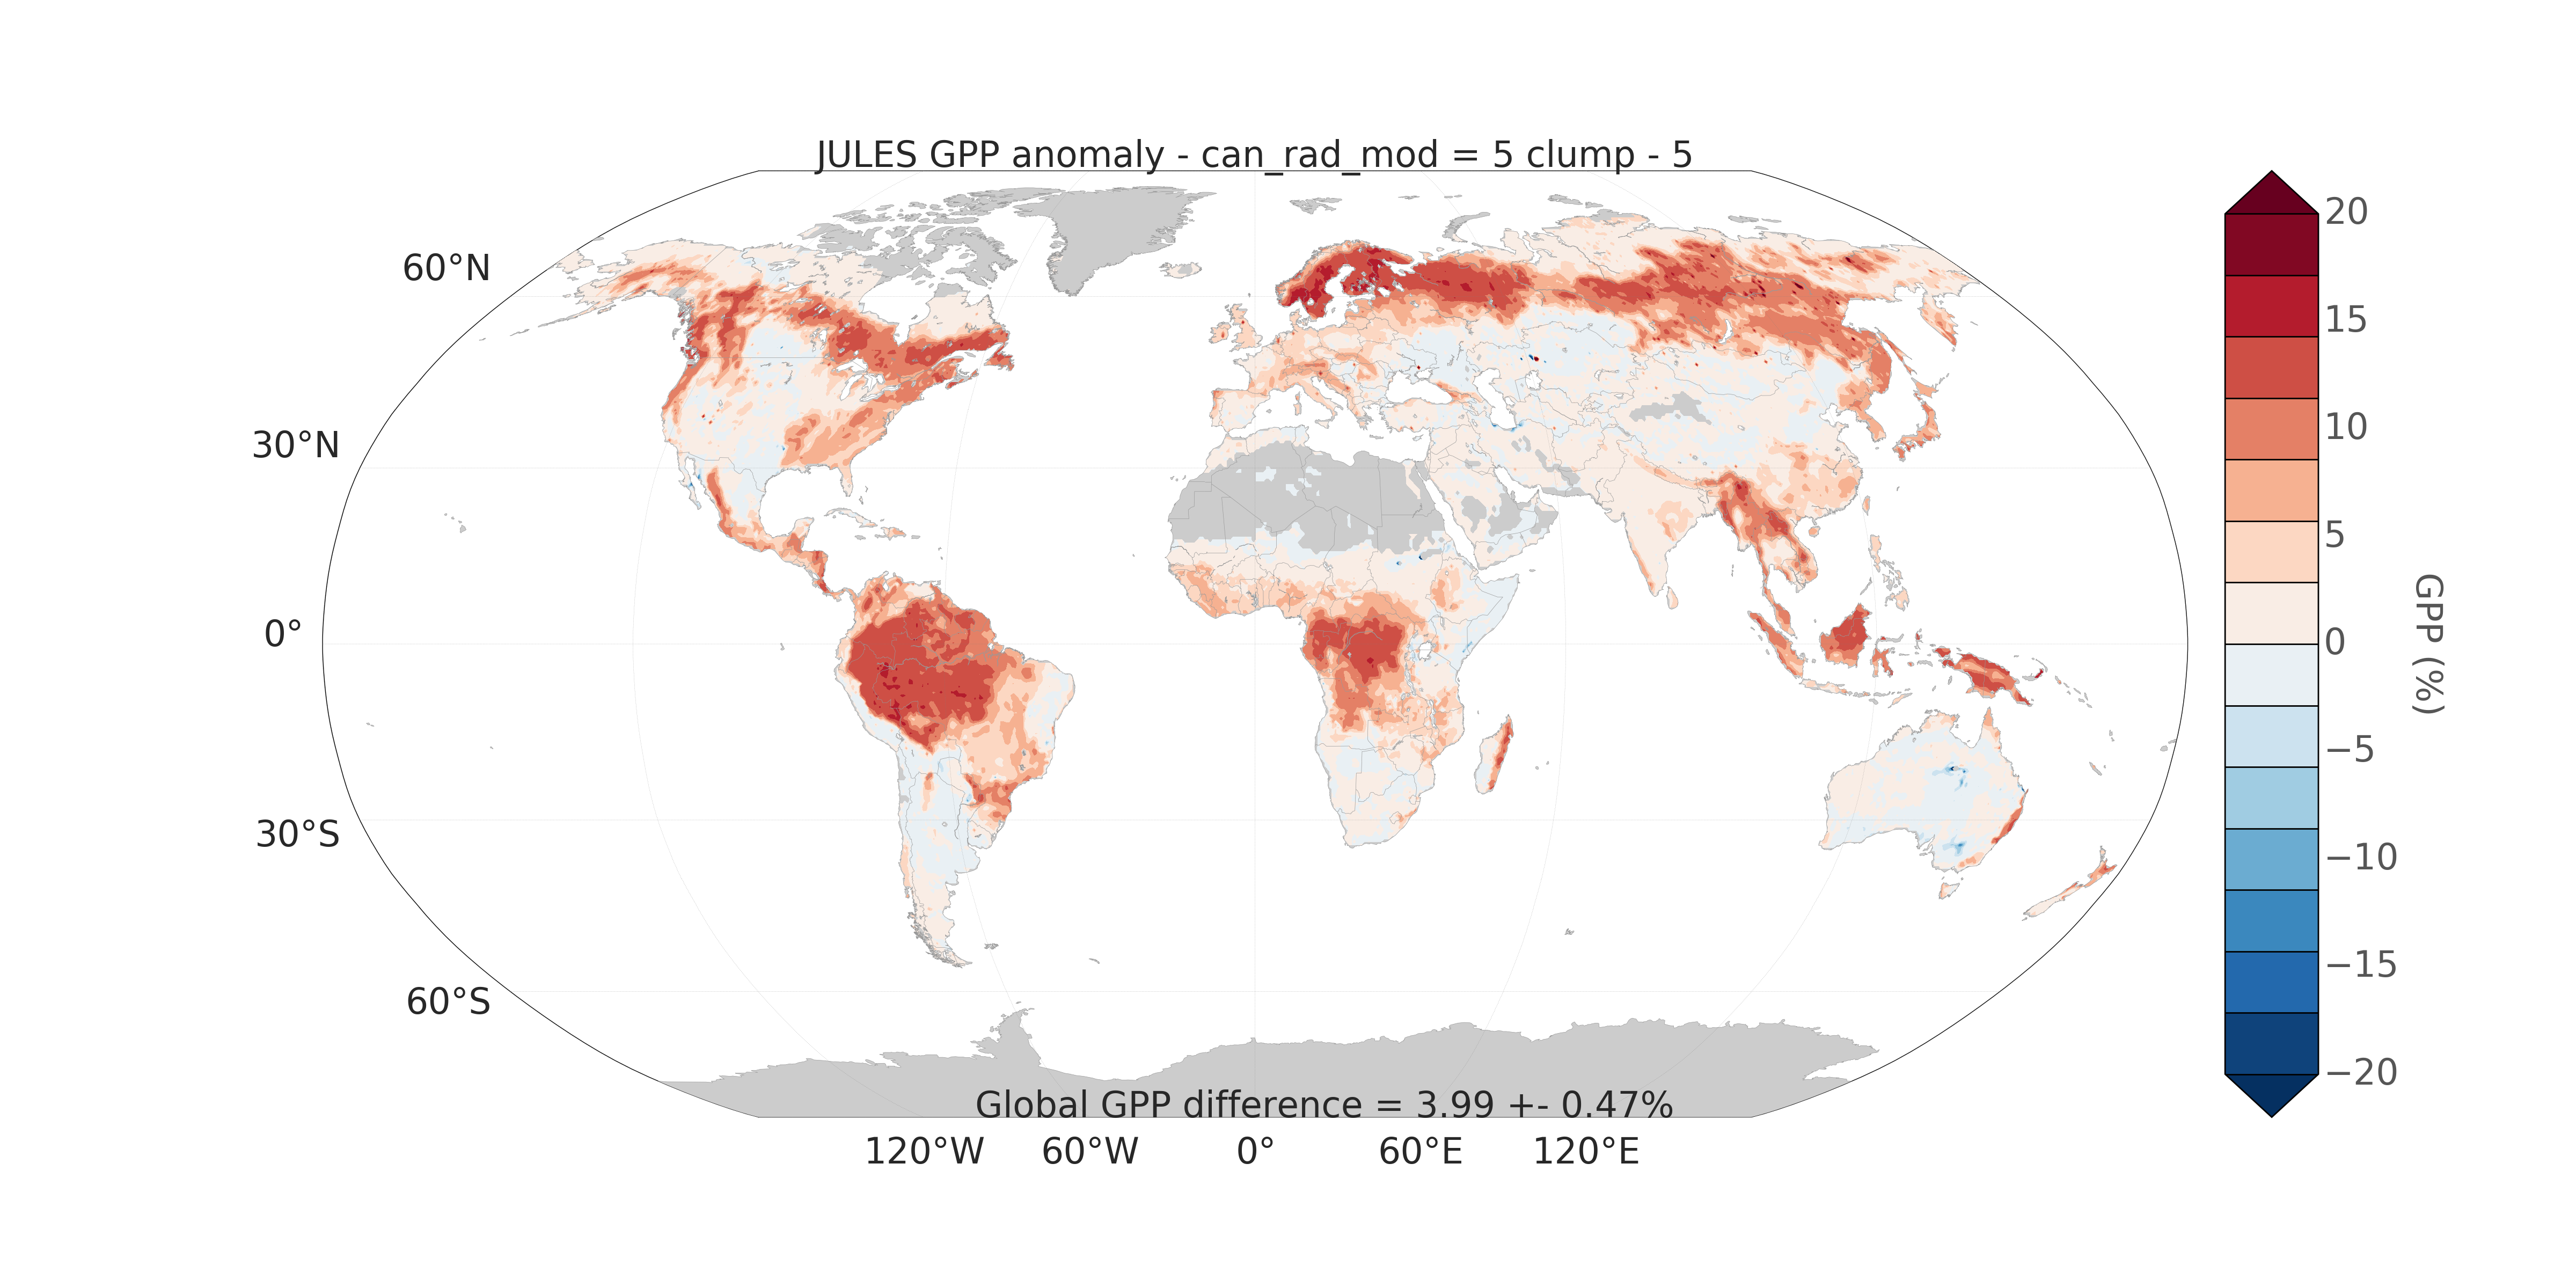 JULES GPP anomaly - can_rad_mod = 5 clump - 5
60°N
30°N
0°
30°S
60°S
20
15
10
5
0
−5
−10
−15
−20
GPP (%)
Global GPP difference = 3.99 +- 0.47%
120°W 60°W 0° 60°E 120°E